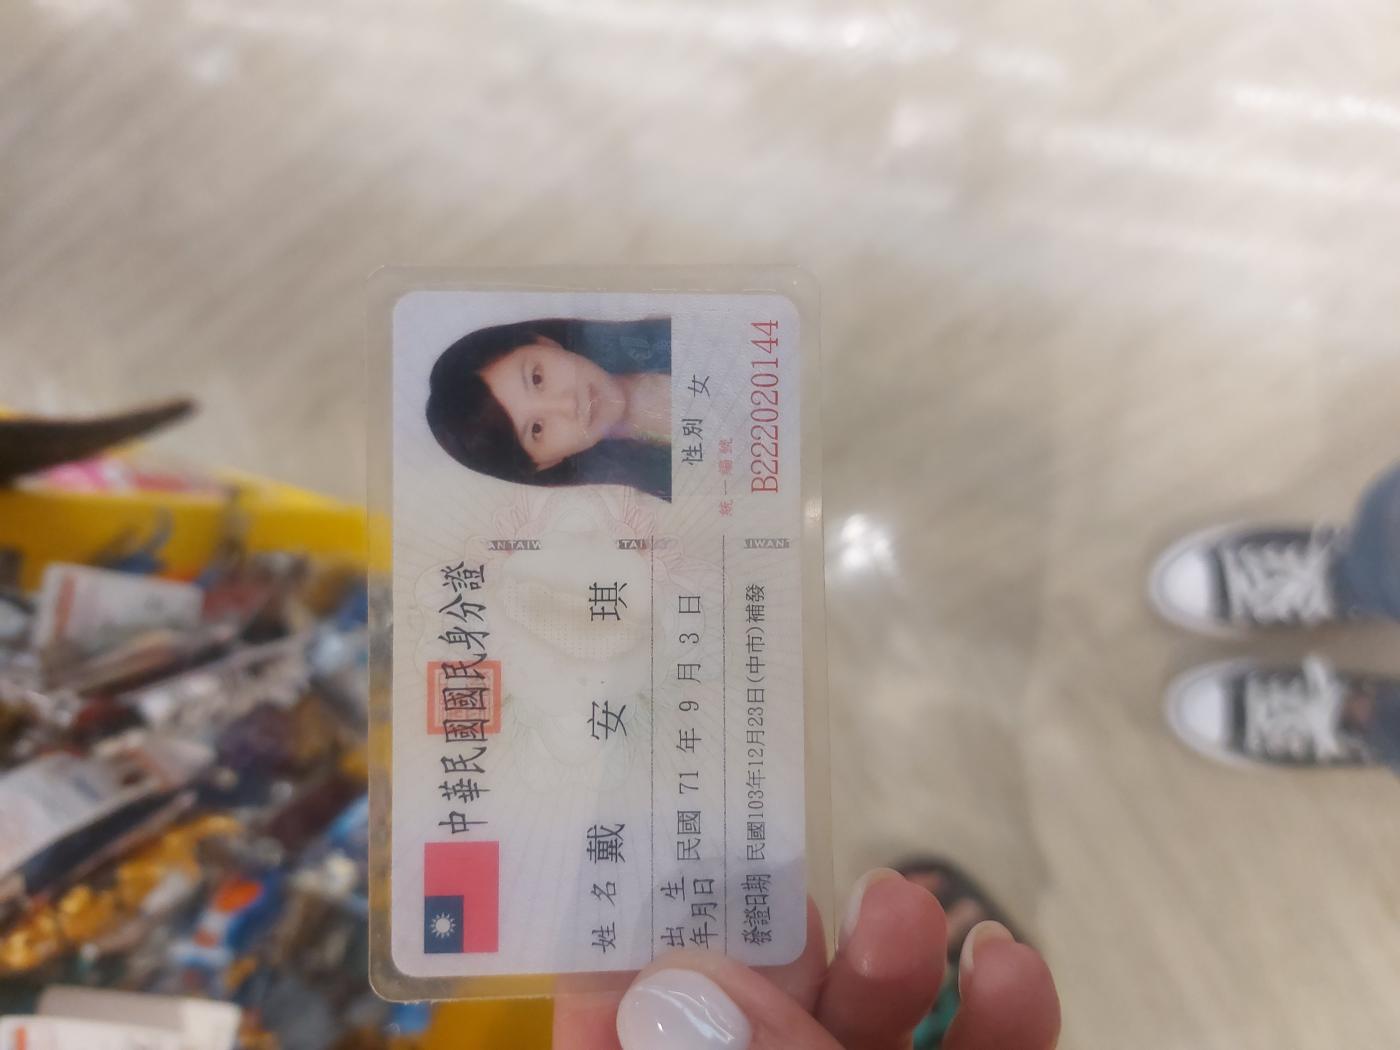 中華民國國民身分證
姓名 戴安琪
出生年月日 民國 71 年 9 月 3 日
性別 女
發證日期 民國103年12月23日(中市)補發
統一編號
B222020144